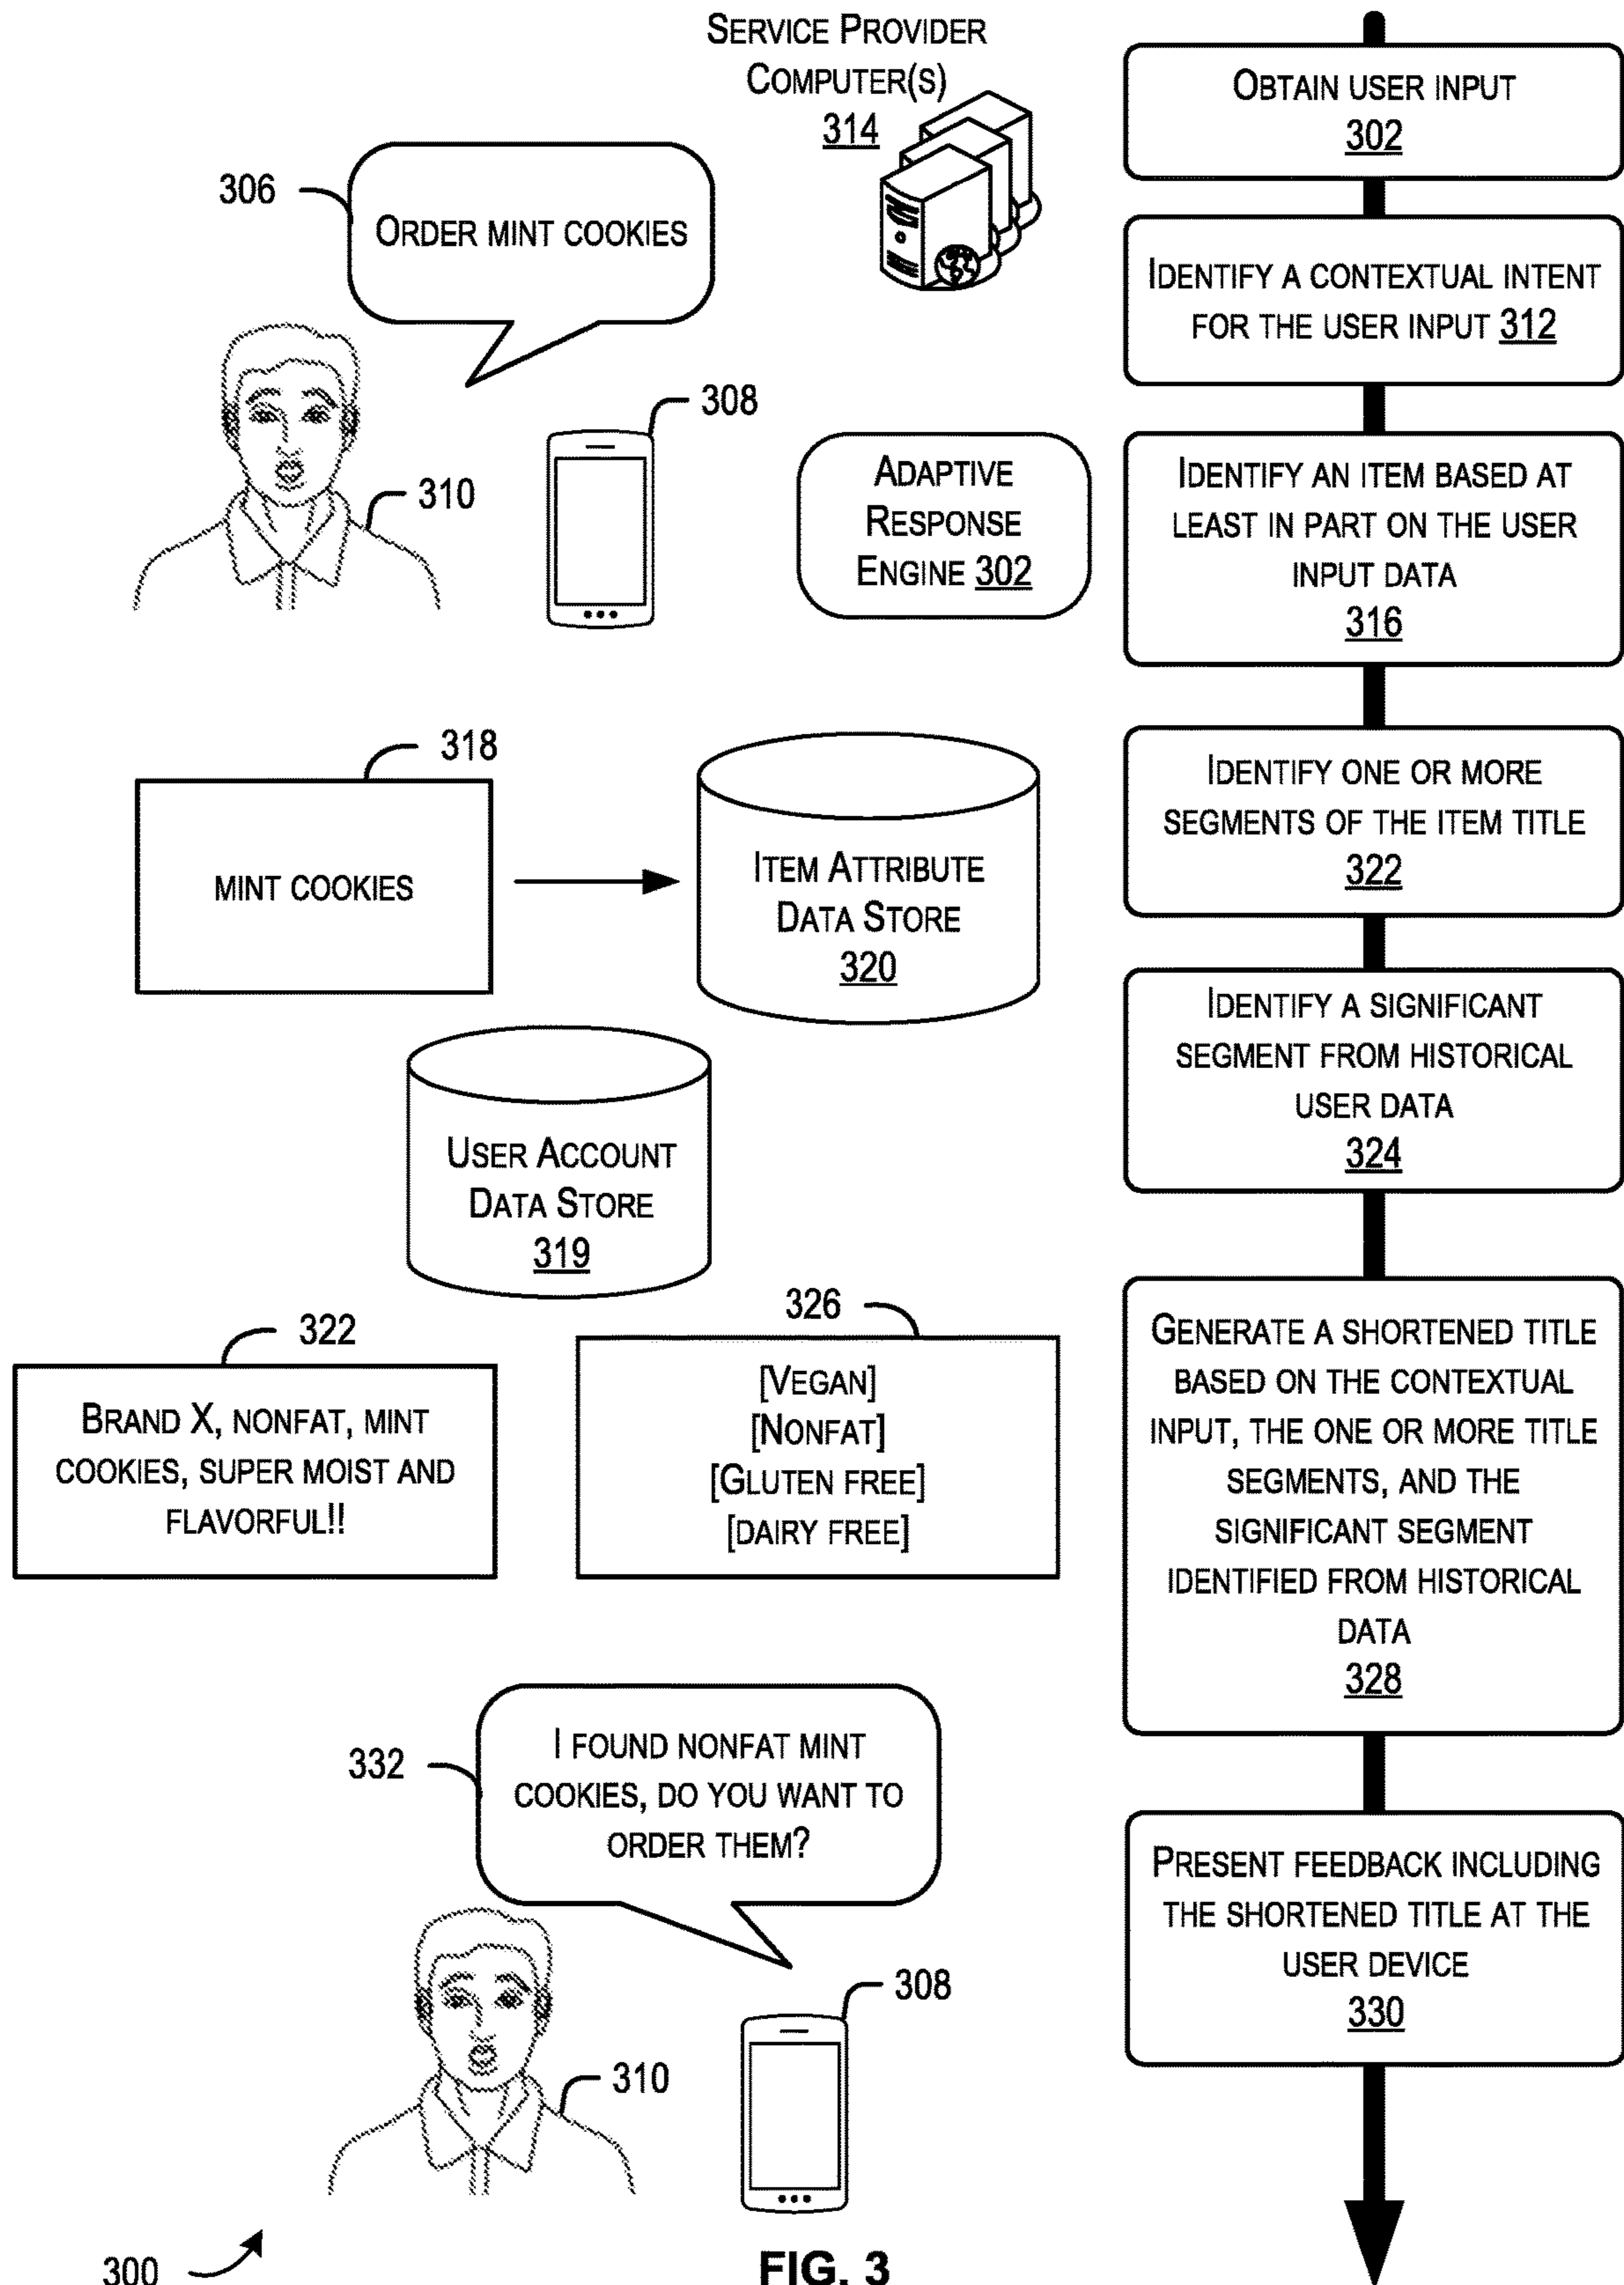 SERVICE PROVIDER
COMPUTER(S)
314
306
ORDER MINT COOKIES
308
310
ADAPTIVE
RESPONSE
ENGINE 302
318
MINT COOKIES
ITEM ATTRIBUTE
DATA STORE
320
USER ACCOUNT
DATA STORE
319
322
BRAND X, NONFAT, MINT
COOKIES, SUPER MOIST AND
FLAVORFUL!!
326
[VEGAN]
[NONFAT]
[GLUTEN FREE]
[DAIRY FREE]
332
I FOUND NONFAT MINT
COOKIES, DO YOU WANT TO
ORDER THEM?
308
310
300
OBTAIN USER INPUT
302
IDENTIFY A CONTEXTUAL INTENT
FOR THE USER INPUT 312
IDENTIFY AN ITEM BASED AT
LEAST IN PART ON THE USER
INPUT DATA
316
IDENTIFY ONE OR MORE
SEGMENTS OF THE ITEM TITLE
322
IDENTIFY A SIGNIFICANT
SEGMENT FROM HISTORICAL
USER DATA
324
GENERATE A SHORTENED TITLE
BASED ON THE CONTEXTUAL
INPUT, THE ONE OR MORE TITLE
SEGMENTS, AND THE
SIGNIFICANT SEGMENT
IDENTIFIED FROM HISTORICAL
DATA
328
PRESENT FEEDBACK INCLUDING
THE SHORTENED TITLE AT THE
USER DEVICE
330
FIG. 3